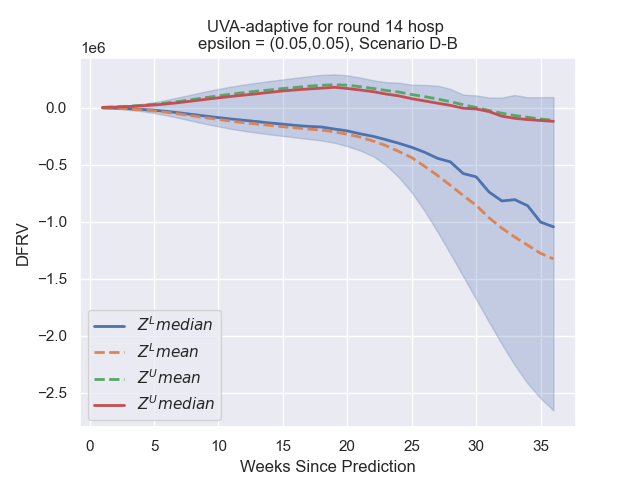 UVA-adaptive for round 14 hosp
epsilon = (0.05,0.05), Scenario D-B
1e6
0.0
−0.5
−1.0
−1.5
−2.0
−2.5
DFRV
Z^L median
Z^L mean
Z^U mean
Z^U median
0 5 10 15 20 25 30 35
Weeks Since Prediction